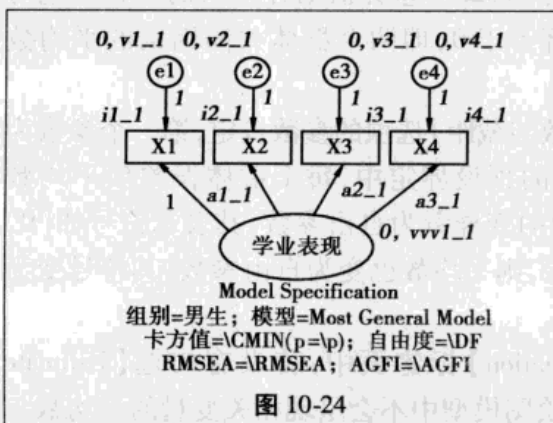 0, v1_1 0, v2_1 0, v3_1 0, v4_1
e1 e2 e3 e4
1 1 1 1
i1_1 i2_1 i3_1 i4_1
X1 X2 X3 X4
1 a1_1 a2_1 a3_1
0, vvv1_1
学业表现
Model Specification
组别=男生；模型=Most General Model
卡方值=\CMIN(p=\p)；自由度=\DF
RMSEA=\RMSEA；AGFI=\AGFI
图 10-24